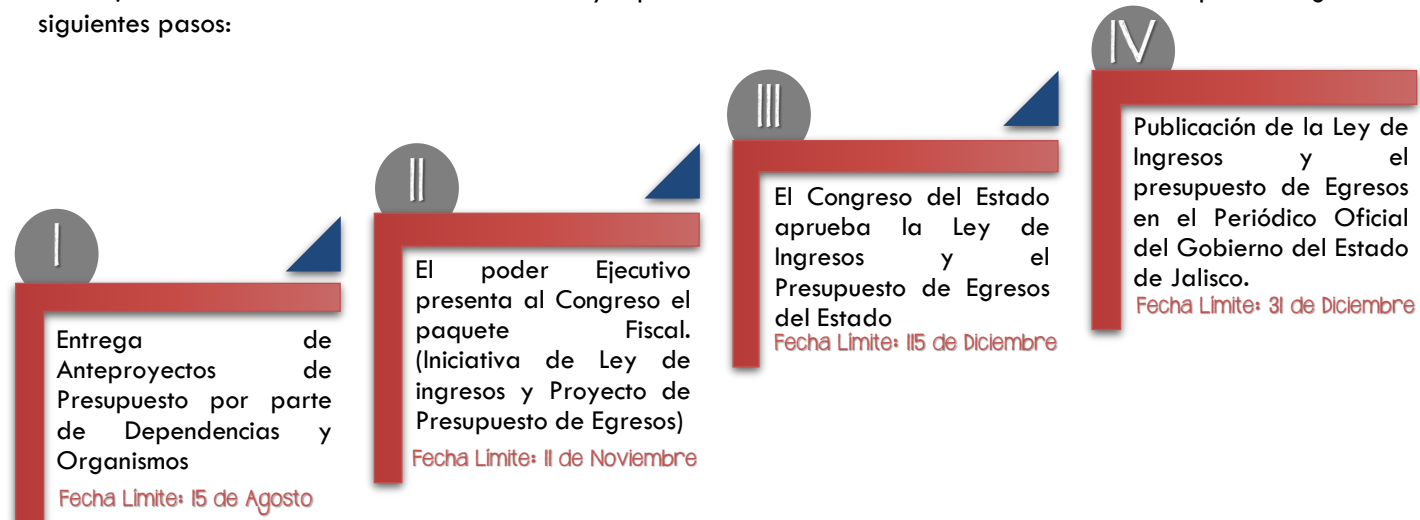 siguientes pasos:
I
Entrega de
Anteproyectos de
Presupuesto por parte
de Dependencias y
Organismos
Fecha Límite: 15 de Agosto
II
El poder Ejecutivo
presenta al Congreso el
paquete Fiscal.
(Iniciativa de Ley de
ingresos y Proyecto de
Presupuesto de Egresos)
Fecha Límite: 11 de Noviembre
III
El Congreso del Estado
aprueba la Ley de
Ingresos y el
Presupuesto de Egresos
del Estado
Fecha Límite: 115 de Diciembre
IV
Publicación de la Ley de
Ingresos y el
presupuesto de Egresos
en el Periódico Oficial
del Gobierno del Estado
de Jalisco.
Fecha Límite: 31 de Diciembre